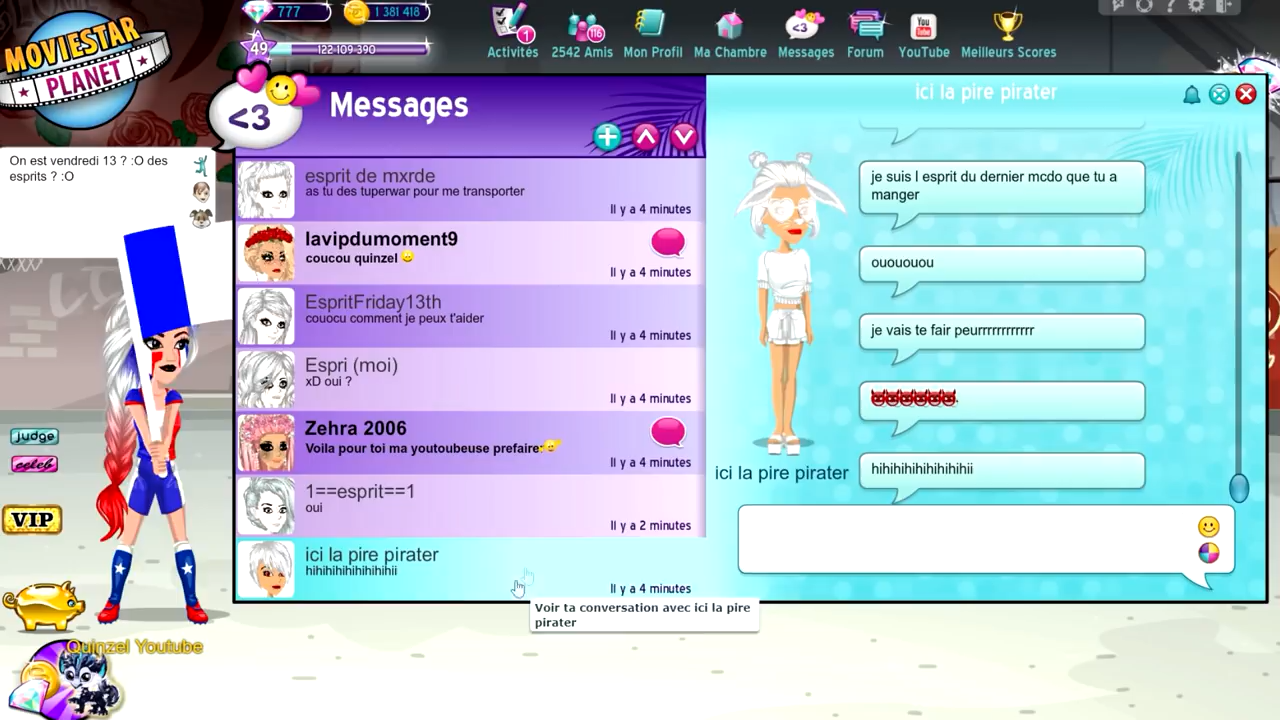 MOVIESTAR
PLANET
777
1 381 418
49
122 109 390
1
Activités
116
2542 Amis
Mon Profil
Ma Chambre
<3
Messages
Forum
You
Tube
YouTube
Meilleurs Scores
<3
Messages
ici la pire pirater
On est vendredi 13 ? :O des
esprits ? :O
esprit de mxrde
as tu des tuperwar pour me transporter
Il y a 4 minutes
lavipdumoment9
coucou quinzel
Il y a 4 minutes
EspritFriday13th
couocu comment je peux t'aider
Il y a 4 minutes
Espri (moi)
xD oui ?
Il y a 4 minutes
Zehra 2006
Voila pour toi ma youtoubeuse prefaire
Il y a 4 minutes
1==esprit==1
oui
Il y a 2 minutes
ici la pire pirater
hihihihihihihihihii
Il y a 4 minutes
Voir ta conversation avec ici la pire
pirater
ici la pire pirater
je suis l esprit du dernier mcdo que tu a
manger
ououououou
je vais te fair peurrrrrrrrrrrr
hihihihihihihihihii
judge
celeb
VIP
Quinzel Youtube